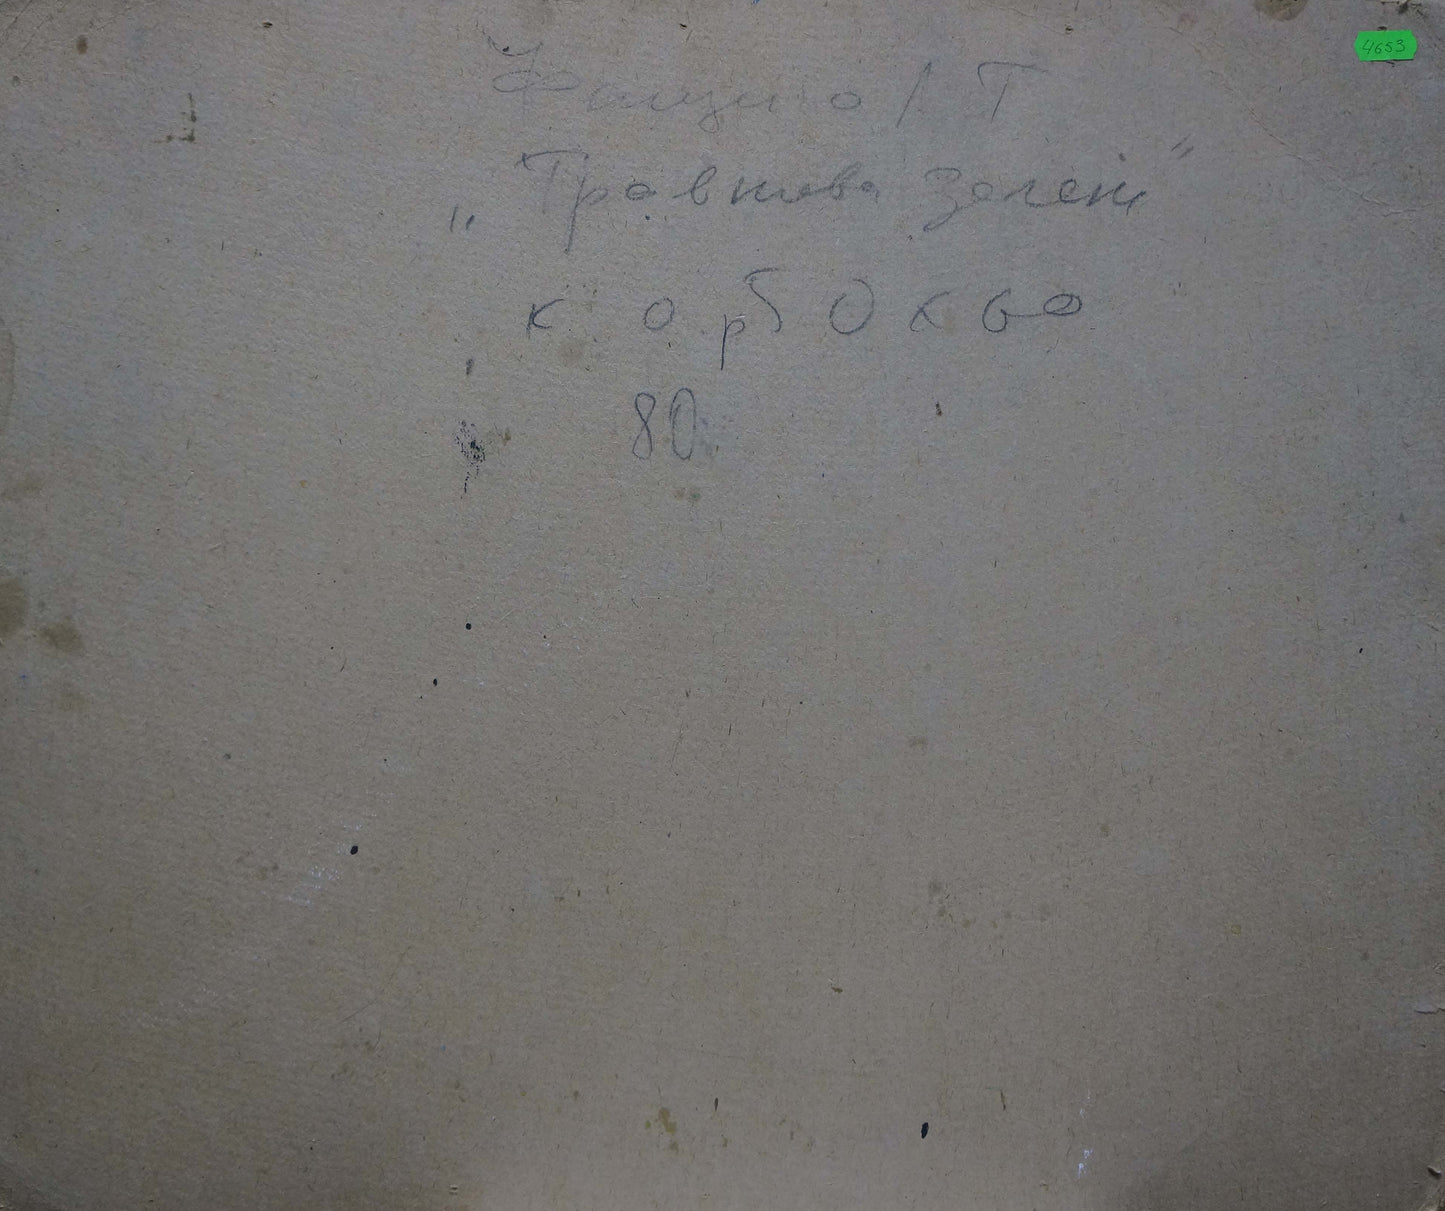 4653
„Травнева зелень"
к. о. р 50х60
80